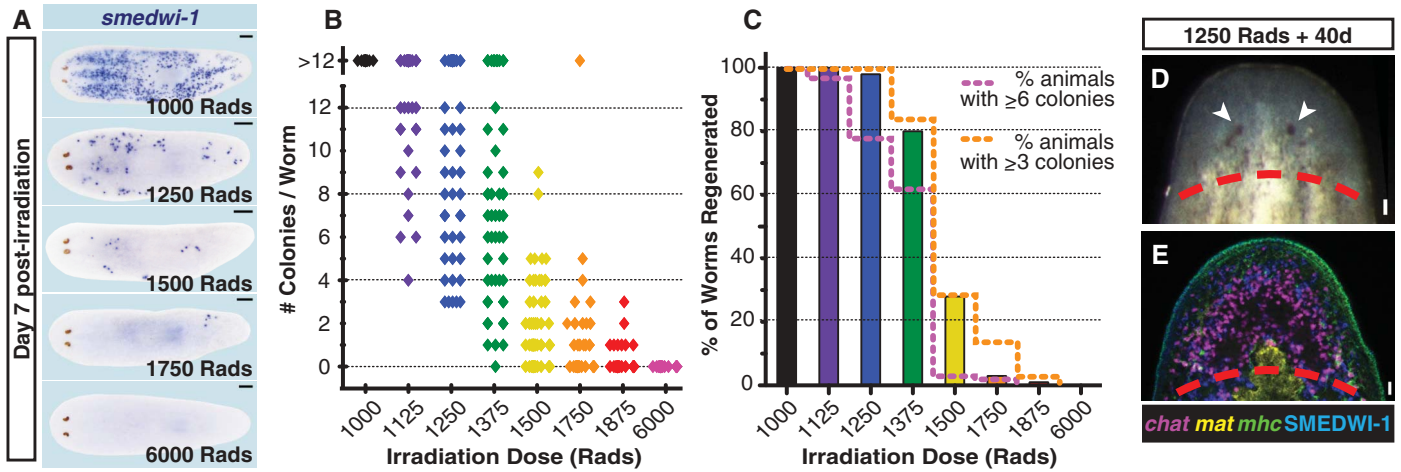 A
smedwi-1
Day 7 post-irradiation
1000 Rads
1250 Rads
1500 Rads
1750 Rads
6000 Rads
B
# Colonies / Worm
>12
12
10
8
6
4
2
0
1000
1125
1250
1375
1500
1750
1875
6000
Irradiation Dose (Rads)
C
% of Worms Regenerated
100
80
60
40
20
0
% animals
with ≥6 colonies
% animals
with ≥3 colonies
1000
1125
1250
1375
1500
1750
1875
6000
Irradiation Dose (Rads)
1250 Rads + 40d
D
E
chat mat mhc SMEDWI-1